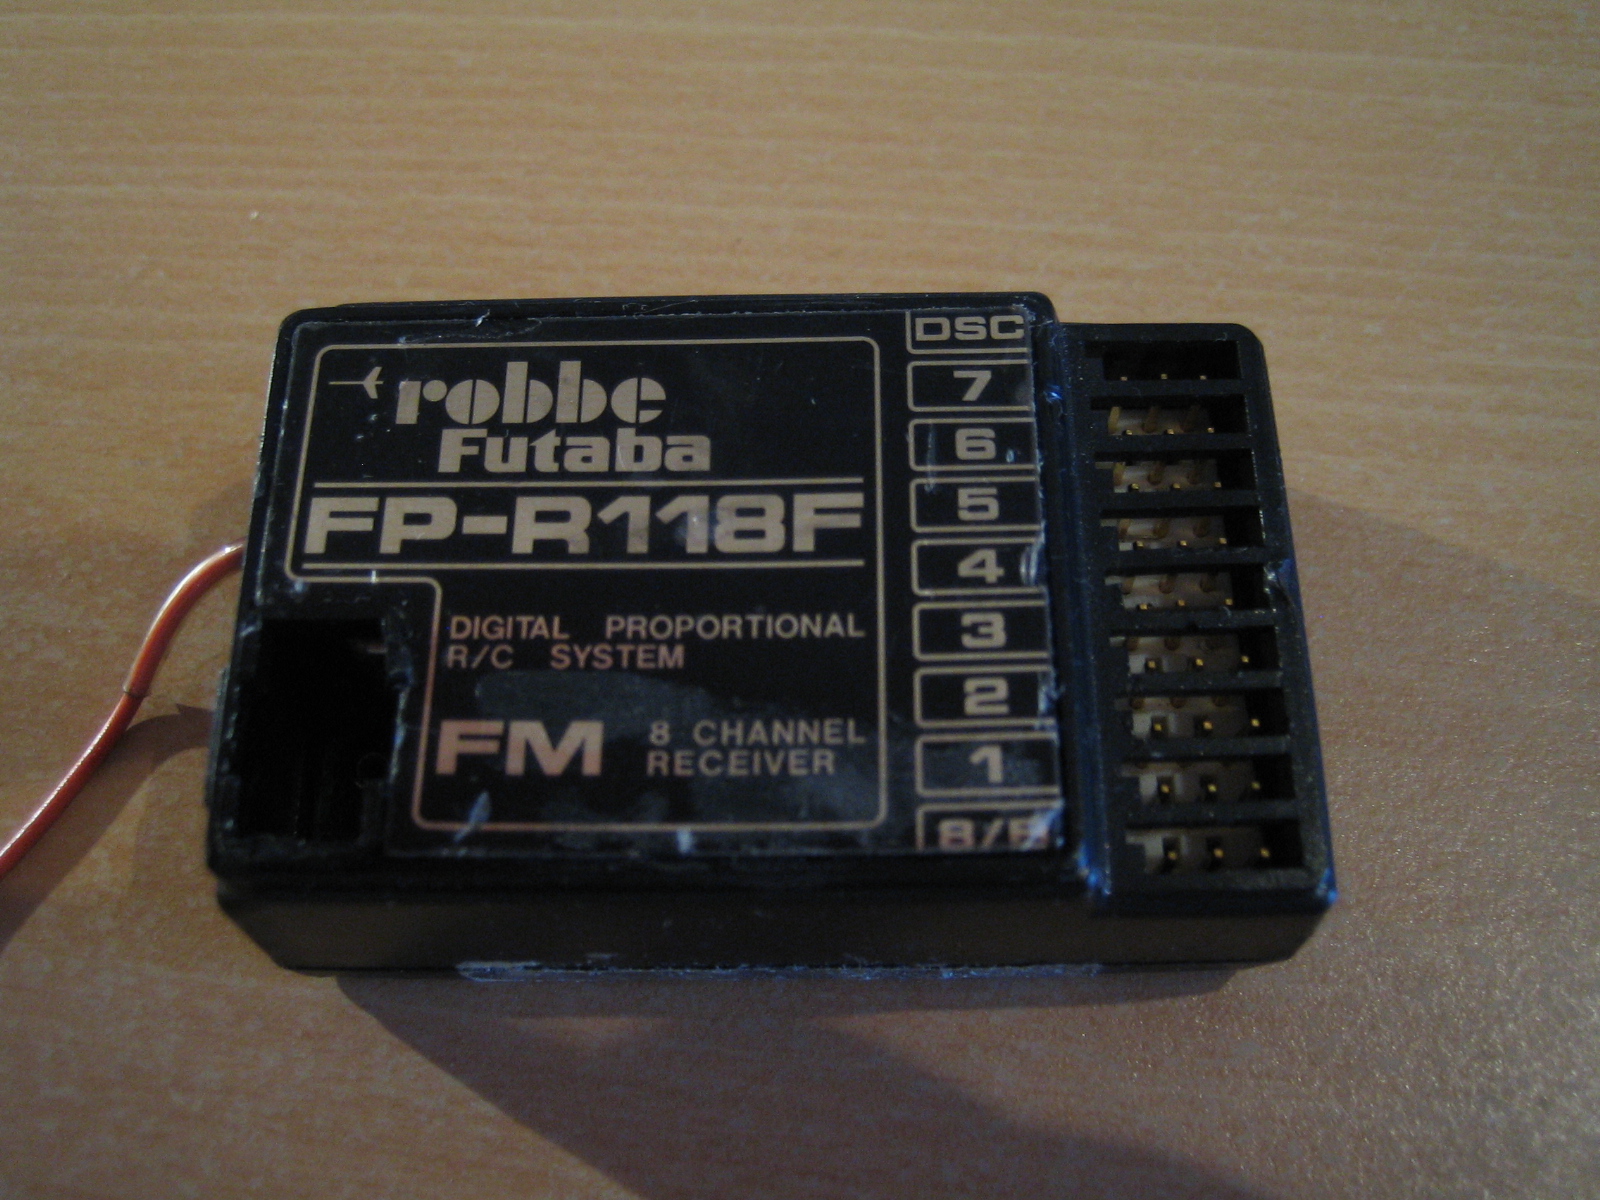 robbe
Futaba
FP-R118F
DIGITAL PROPORTIONAL
R/C SYSTEM
FM
8 CHANNEL
RECEIVER
DSC
7
6
5
4
3
2
1
8/B